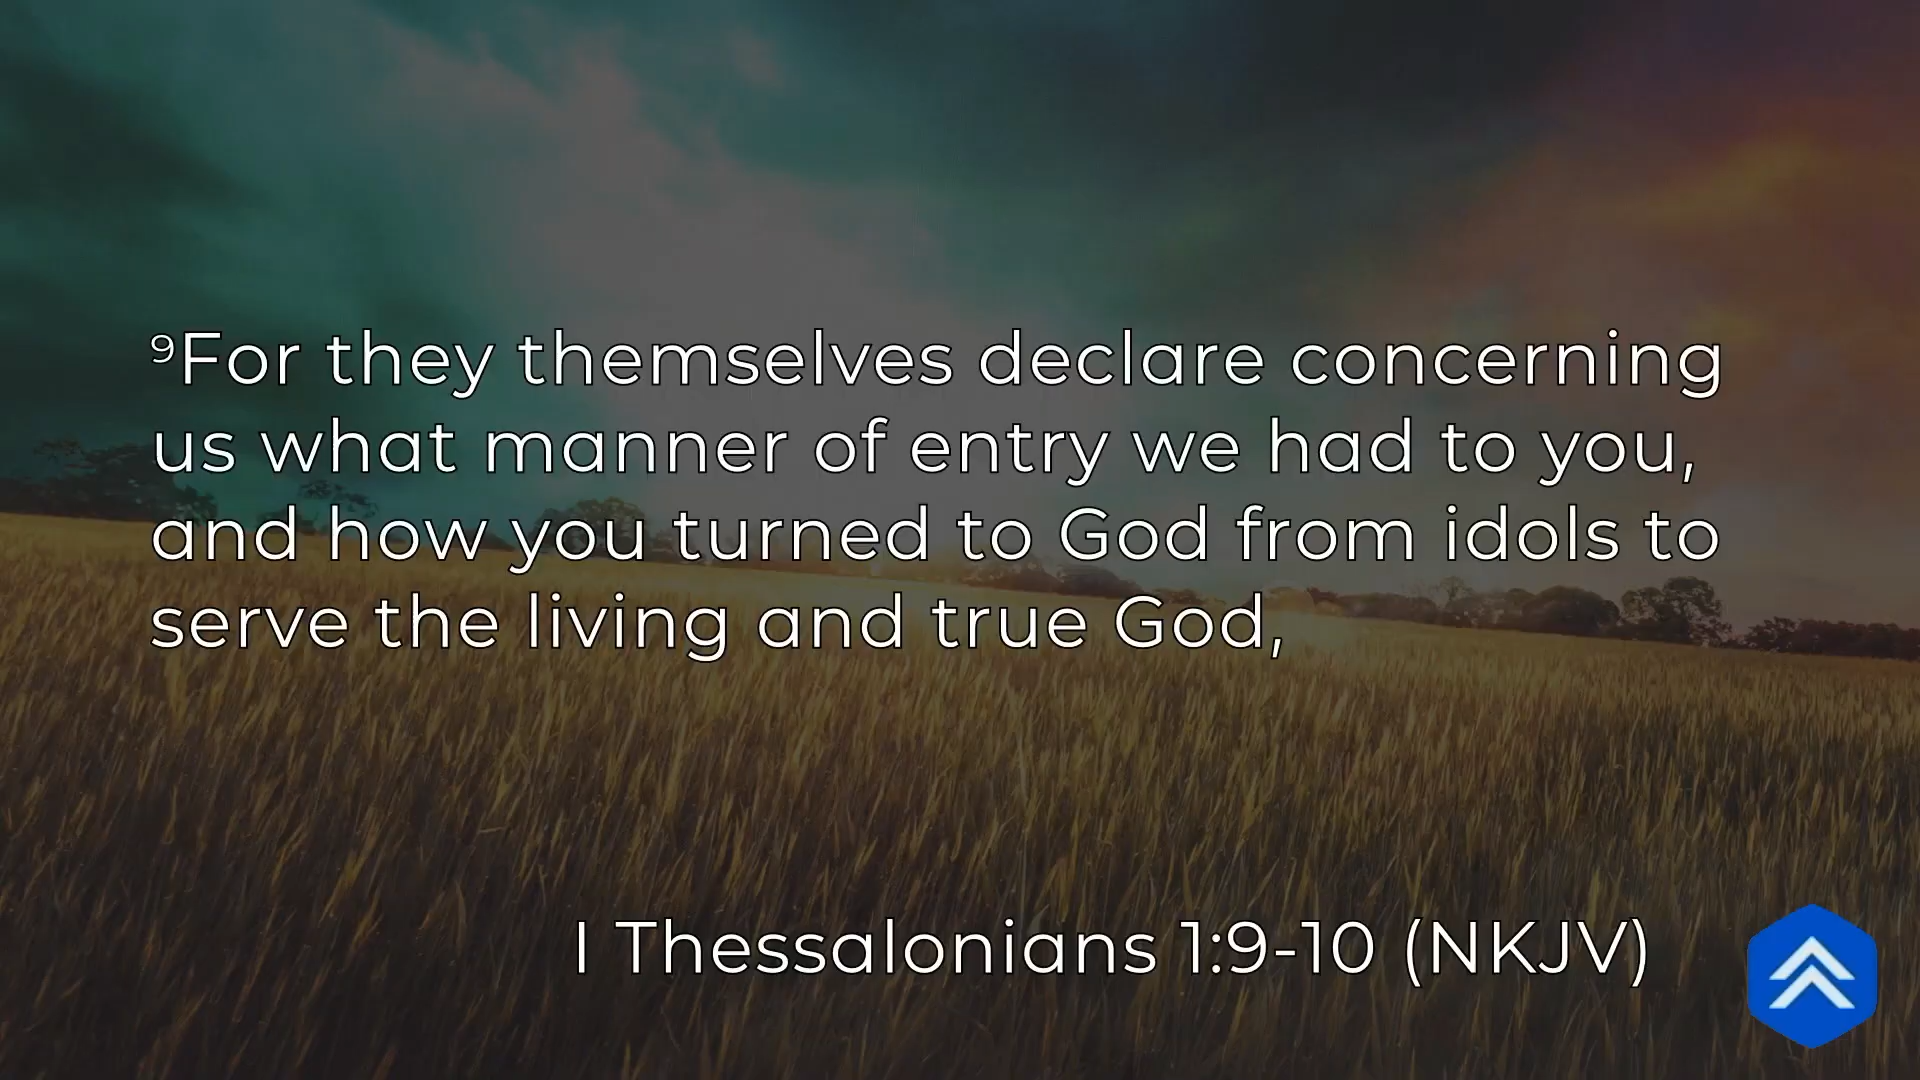 ⁹For they themselves declare concerning
us what manner of entry we had to you,
and how you turned to God from idols to
serve the living and true God,
I Thessalonians 1:9-10 (NKJV)